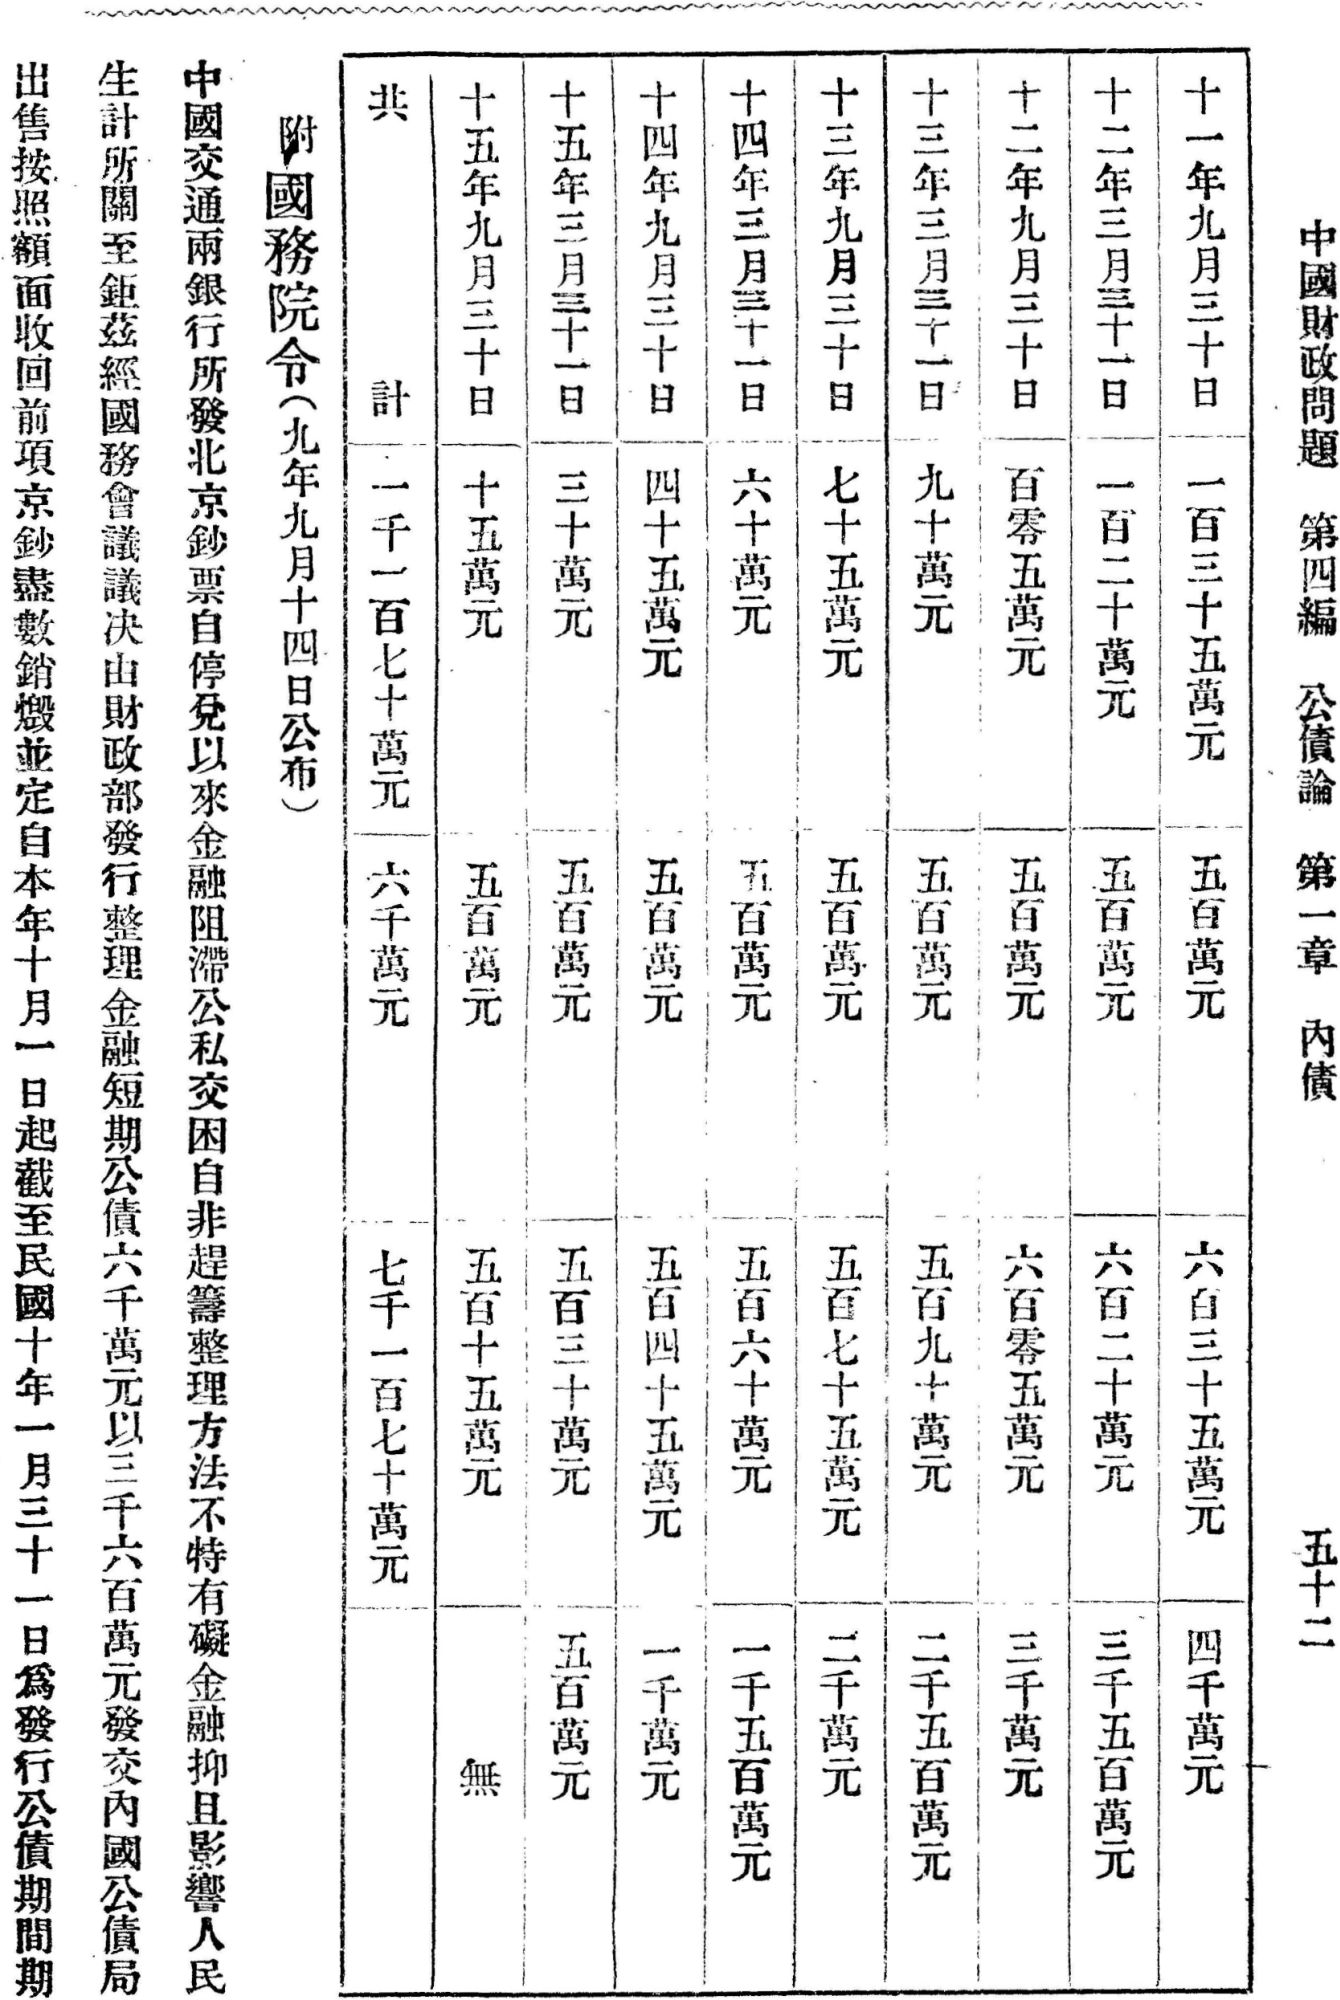 中國財政問題　第四編　公債論　第一章　內債　五十二
十一年九月三十日　一百三十五萬元　五百萬元　六百三十五萬元　四千萬元
十二年三月三十一日　一百二十萬元　五百萬元　六百二十萬元　三千五百萬元
十二年九月三十日　百零五萬元　五百萬元　六百零五萬元　三千萬元
十三年三月三十一日　九十萬元　五百萬元　五百九十萬元　二千五百萬元
十三年九月三十日　七十五萬元　五百萬元　五百七十五萬元　二千萬元
十四年三月三十一日　六十萬元　五百萬元　五百六十萬元　一千五百萬元
十四年九月三十日　四十五萬元　五百萬元　五百四十五萬元　一千萬元
十五年三月三十一日　三十萬元　五百萬元　五百三十萬元　五百萬元
十五年九月三十日　十五萬元　五百萬元　五百十五萬元　無
共計　一千一百七十萬元　六千萬元　七千一百七十萬元
附國務院令（九年九月十四日公布）
中國交通兩銀行所發北京鈔票自停兌以來金融阻滯公私交困自非趕籌整理方法不特有礙金融抑且影響人民
生計所關至鉅茲經國務會議議決由財政部發行整理金融短期公債六千萬元以三千六百萬元發交內國公債局
出售按照額面收回前項京鈔盡數銷燬並定自本年十月一日起截至民國十年一月三十一日爲發行公債期間期